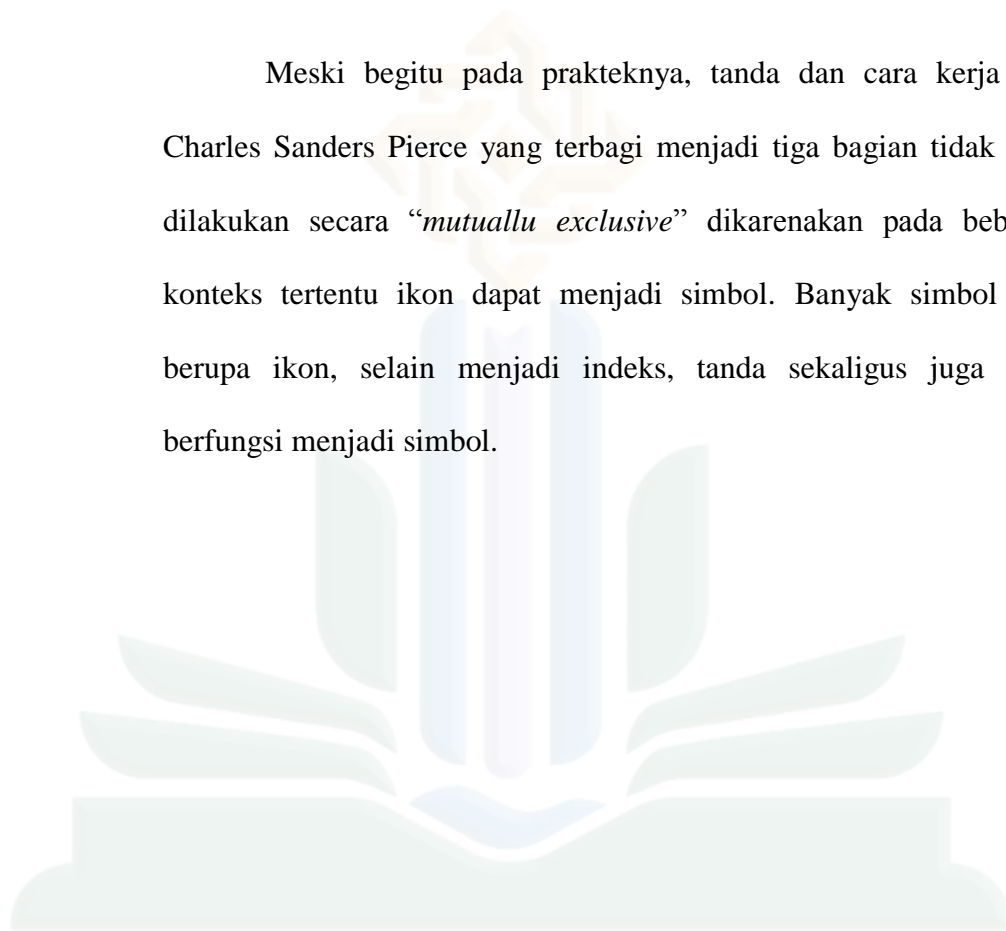 Meski begitu pada prakteknya, tanda dan cara kerja
Charles Sanders Pierce yang terbagi menjadi tiga bagian tidak
dilakukan secara “mutuallu exclusive” dikarenakan pada beb
konteks tertentu ikon dapat menjadi simbol. Banyak simbol
berupa ikon, selain menjadi indeks, tanda sekaligus juga
berfungsi menjadi simbol.